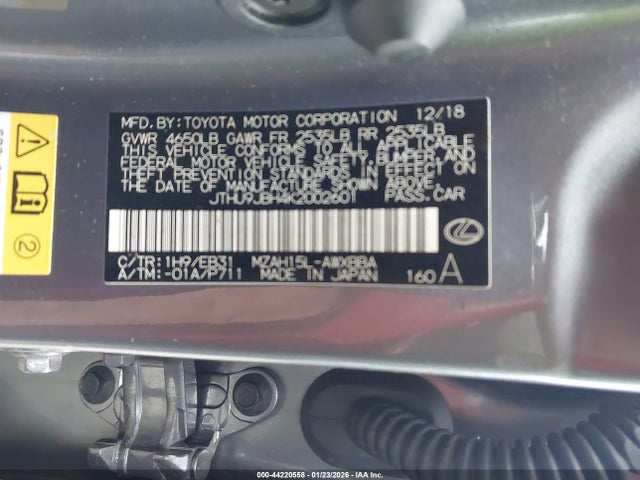 MFD.BY:TOYOTA MOTOR CORPORATION 12/18
GVWR 4650LB GAWR FR 2535LB RR 2535LB
THIS VEHICLE CONFORMS TO ALL APPLICABLE
FEDERAL MOTOR VEHICLE SAFETY,BUMPER,AND
THEFT PREVENTION STANDARDS IN EFFECT ON
THE DATE OF MANUFACTURE SHOWN ABOVE.
JTHU9JBH4K2002601 PASS.CAR
C/TR:1H9/EB31 MZAH15L-AWXBBA
A/TM:-01A/P711 MADE IN JAPAN 160 A
2
000-44220558 - 01/23/2026 - IAA Inc.